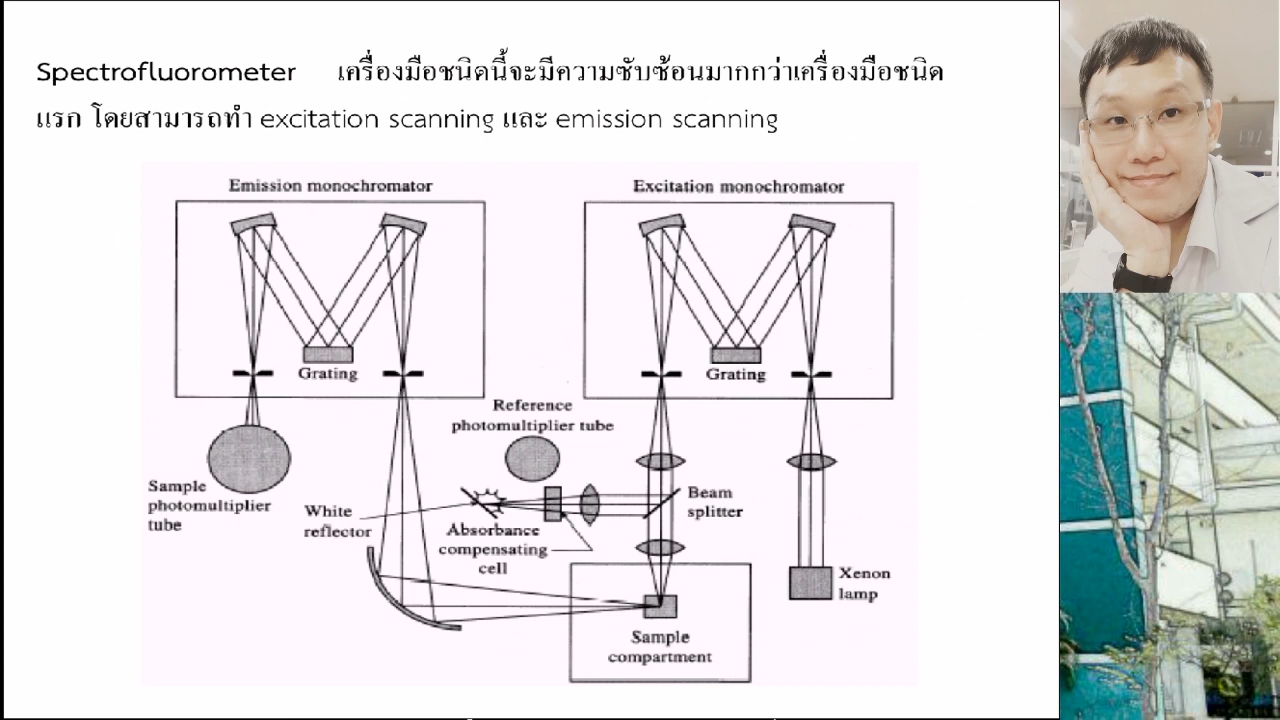 Spectrofluorometer เครื่องมือชนิดนี้จะมีความซับซ้อนมากกว่าเครื่องมือชนิด
แรก โดยสามารถทำ excitation scanning และ emission scanning
Emission monochromator
Excitation monochromator
Grating
Grating
Reference
photomultiplier tube
Sample
photomultiplier
tube
White
reflector
Absorbance
compensating
cell
Beam
splitter
Xenon
lamp
Sample
compartment